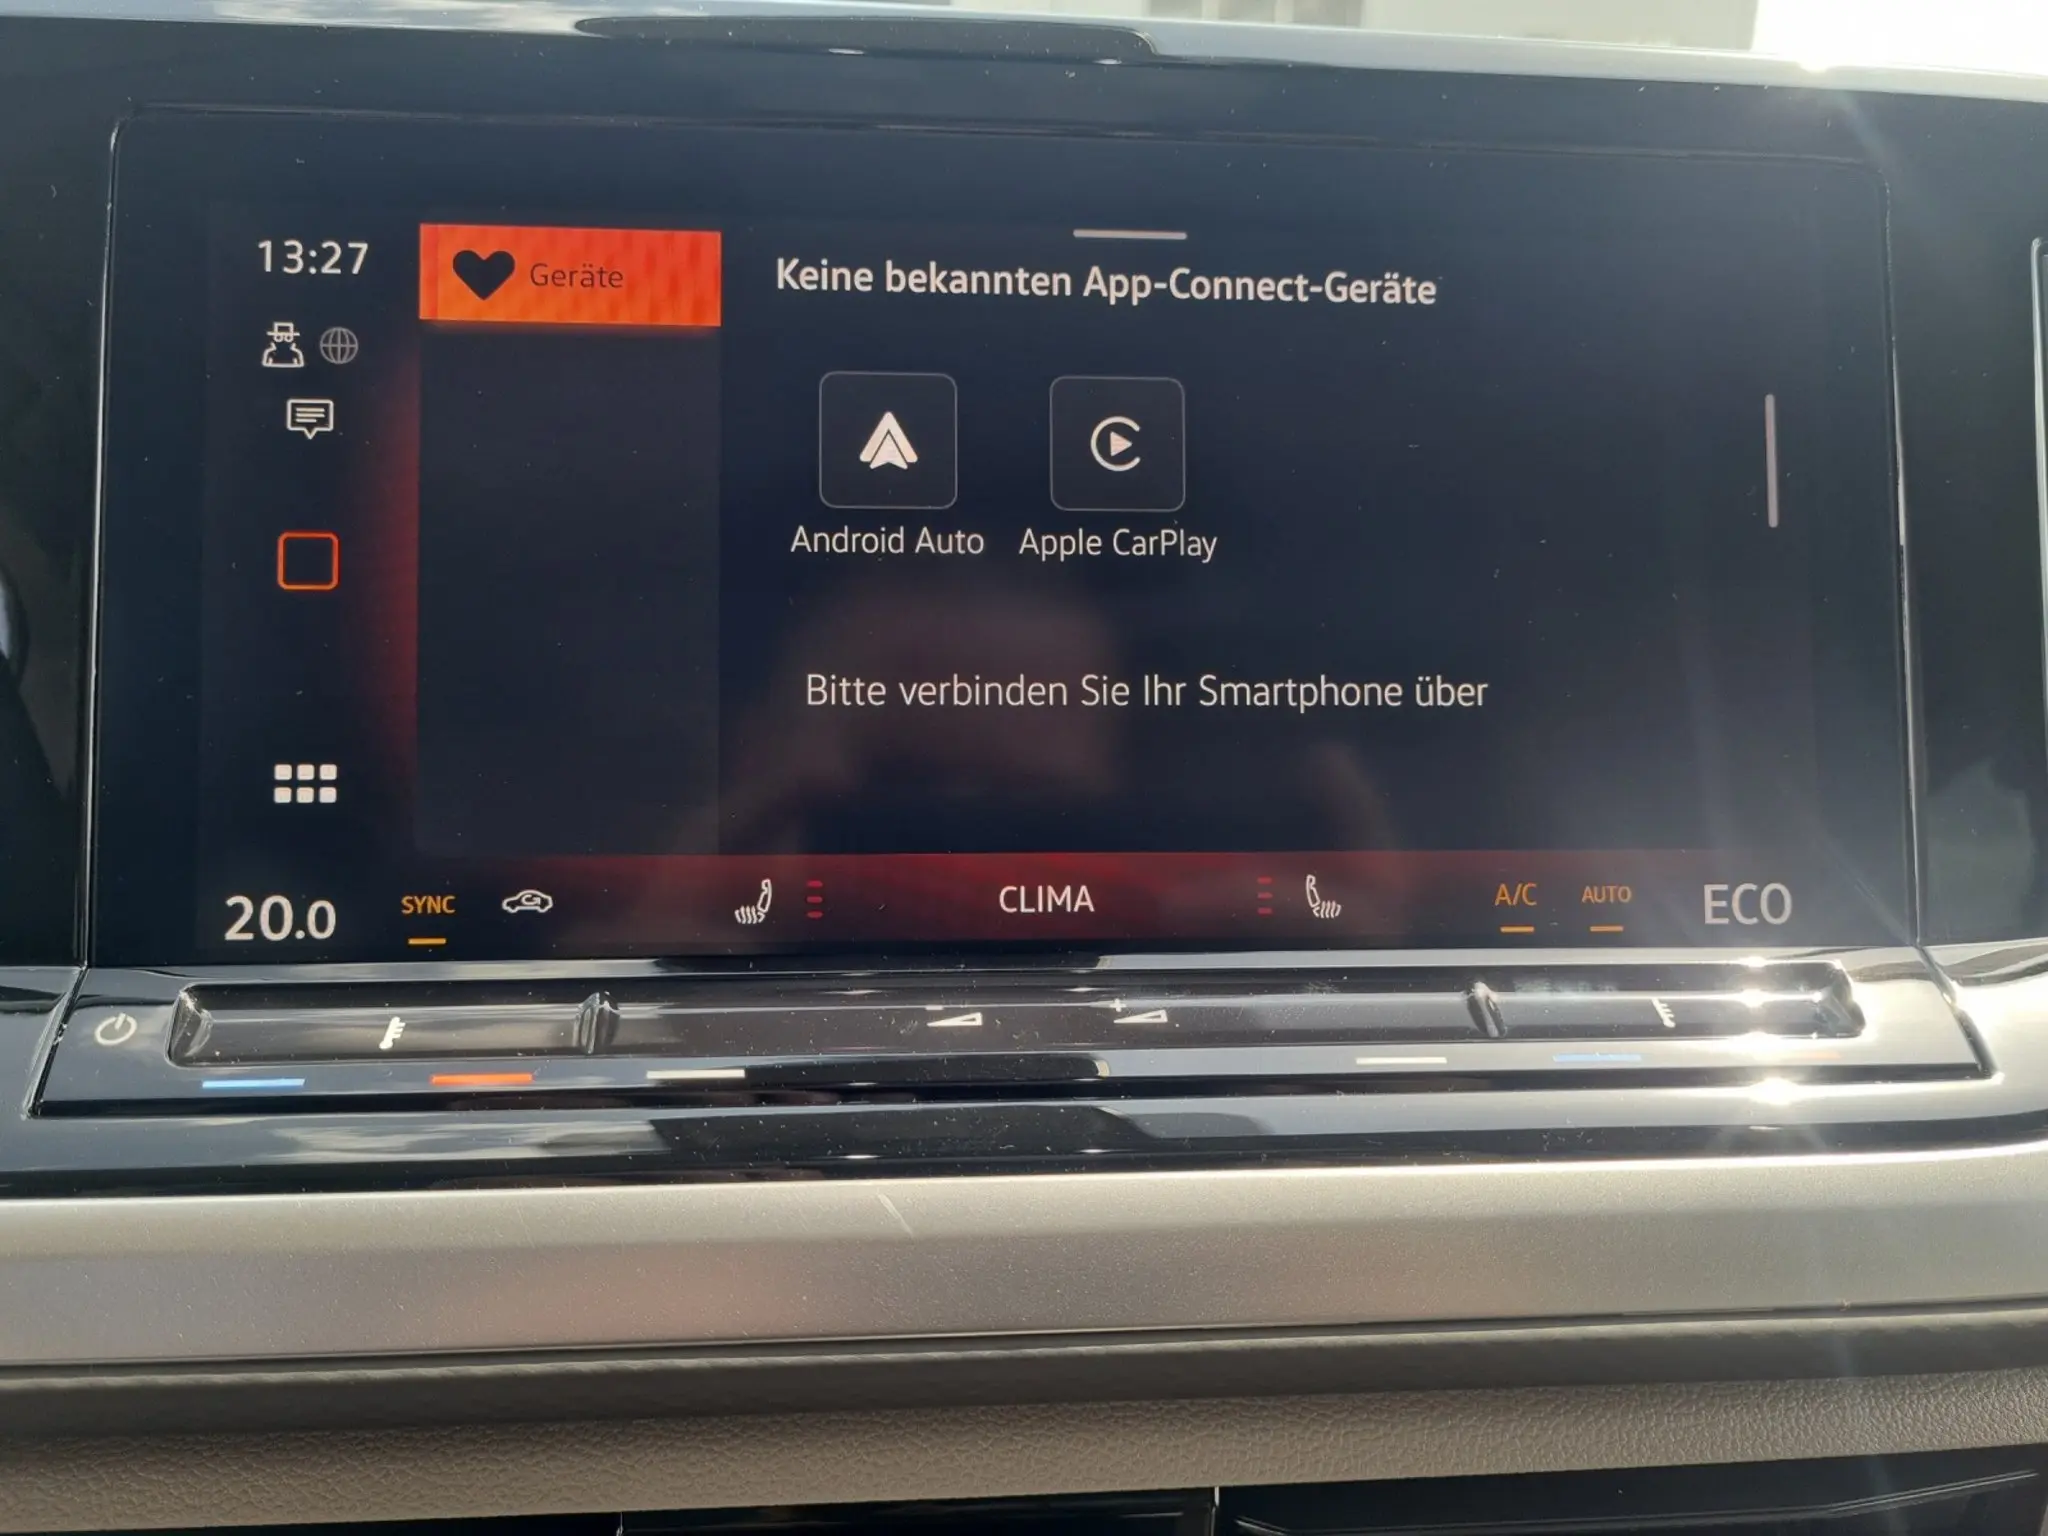 13:27
Geräte
Keine bekannten App-Connect-Geräte
Android Auto
Apple CarPlay
Bitte verbinden Sie Ihr Smartphone über
20.0
SYNC
CLIMA
A/C
AUTO
ECO